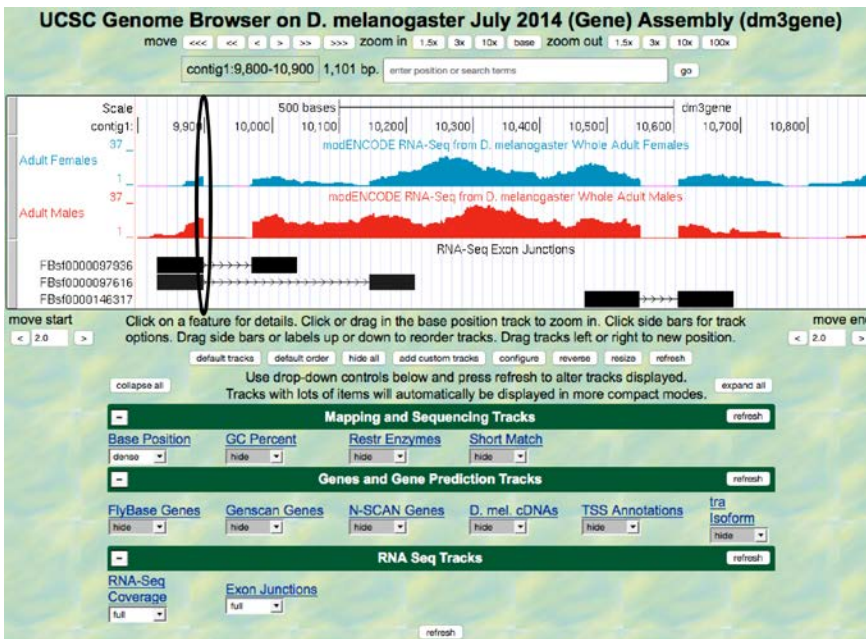 UCSC Genome Browser on D. melanogaster July 2014 (Gene) Assembly (dm3gene)
move <<< << < > >> >>> zoom in 1.5x 3x 10x base zoom out 1.5x 3x 10x 100x
contig1:9,800-10,900 1,101 bp. enter position or search terms go
Scale 500 bases dm3gene
contig1: 9,900 10,000 10,100 10,200 10,300 10,400 10,500 10,600 10,700 10,800
37 _ modENCODE RNA-Seq from D. melanogaster Whole Adult Females
Adult Females
1 _
37 _ modENCODE RNA-Seq from D. melanogaster Whole Adult Males
Adult Males
1 _
RNA-Seq Exon Junctions
FBsf0000097936
FBsf0000097616
FBsf0000146317
move start Click on a feature for details. Click or drag in the base position track to zoom in. Click side bars for track move en
< 2.0 > options. Drag side bars or labels up or down to reorder tracks. Drag tracks left or right to new position. < 2.0 >
default tracks default order hide all add custom tracks configure reverse resize refresh
collapse all Use drop-down controls below and press refresh to alter tracks displayed. expand all
Tracks with lots of items will automatically be displayed in more compact modes.
- Mapping and Sequencing Tracks refresh
Base Position GC Percent Restr Enzymes Short Match
dense hide hide hide
- Genes and Gene Prediction Tracks refresh
FlyBase Genes Genscan Genes N-SCAN Genes D. mel. cDNAs TSS Annotations tra Isoform
hide hide hide hide hide hide
- RNA Seq Tracks refresh
RNA-Seq Coverage Exon Junctions
full full
refresh